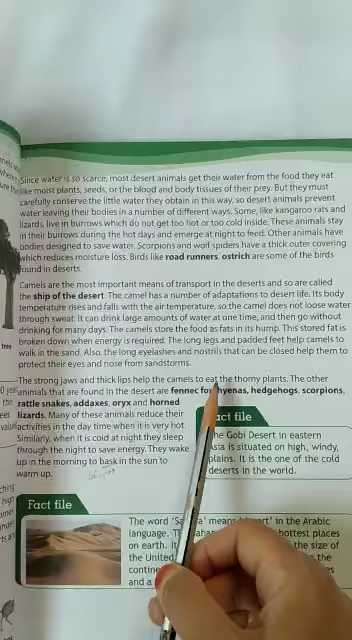 Since water is so scarce, most desert animals get their water from the food they eat
like moist plants, seeds, or the blood and body tissues of their prey. But they must
carefully conserve the little water they obtain in this way, so desert animals prevent
water leaving their bodies in a number of different ways. Some, like kangaroo rats and
lizards, live in burrows which do not get too hot or too cold inside. These animals stay
in their burrows during the hot days and emerge at night to feed. Other animals have
bodies designed to save water. Scorpions and wolf spiders have a thick outer covering
which reduces moisture loss. Birds like road runners, ostrich are some of the birds
found in deserts.
Camels are the most important means of transport in the deserts and so are called
the ship of the desert. The camel has a number of adaptations to desert life. Its body
temperature rises and falls with the air temperature, so the camel does not loose water
through sweat. It can drink large amounts of water at one time, and then go without
drinking for many days. The camels store the food as fats in its hump. This stored fat is
broken down when energy is required. The long legs and padded feet help camels to
walk in the sand. Also, the long eyelashes and nostrils that can be closed help them to
protect their eyes and nose from sandstorms.
tree
The strong jaws and thick lips help the camels to eat the thorny plants. The other
animals that are found in the desert are fennec fox, hyenas, hedgehogs, scorpions,
rattle snakes, addaxes, oryx and horned
lizards. Many of these animals reduce their
activities in the day time when it is very hot.
Similarly, when it is cold at night they sleep
through the night to save energy. They wake
up in the morning to bask in the sun to
warm up.
Fact file
The Gobi Desert in eastern
Asia is situated on high, windy,
plains. It is the one of the cold
deserts in the world.
Fact file
The word 'Sa means in the Arabic
language. hottest places
on earth. the size of
the United the
and a